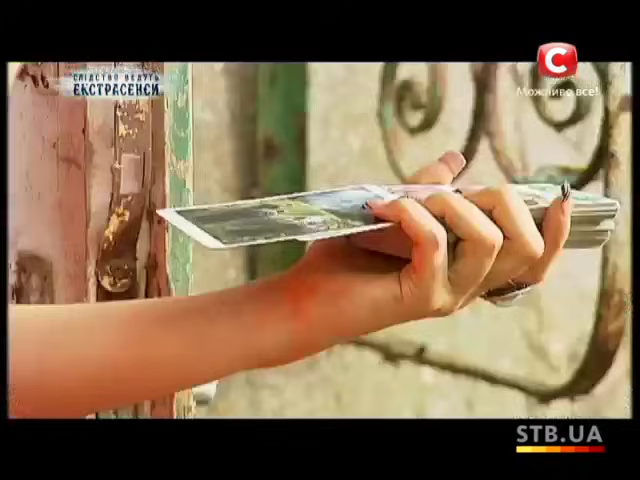 СЛІДСТВО ВЕДУТЬ
ЕКСТРАСЕНСИ
С
Можливе все!
STB.UA